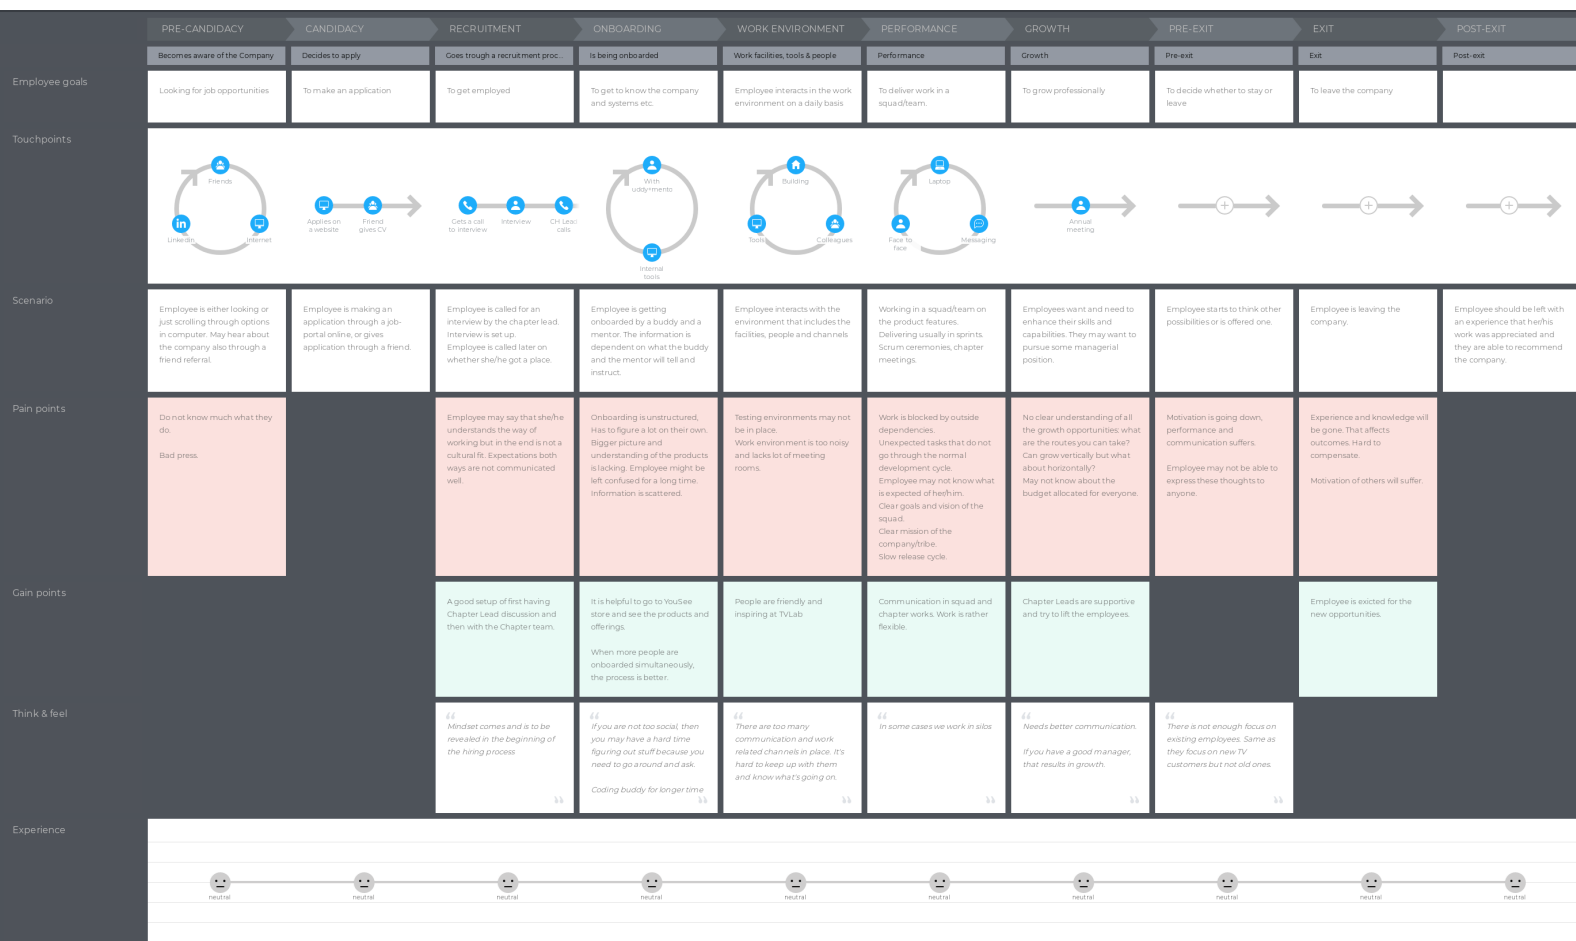 PRE-CANDIDACY
CANDIDACY
RECRUITMENT
ONBOARDING
WORK ENVIRONMENT
PERFORMANCE
GROWTH
PRE-EXIT
EXIT
POST-EXIT
Becomes aware of the Company
Decides to apply
Goes trough a recruitment proc...
Is being onboarded
Work facilities, tools & people
Performance
Growth
Pre-exit
Exit
Post-exit
Employee goals
Looking for job opportunities
To make an application
To get employed
To get to know the company
and systems etc.
Employee interacts in the work
environment on a daily basis
To deliver work in a
squad/team.
To grow professionally
To decide whether to stay or
leave
To leave the company
Touchpoints
Friends
LinkedIn
Internet
Applies on
a website
Friend
gives CV
Gets a call
to interview
Interview
CH Lead
calls
With
uddy+mento
Internal
tools
Building
Tools
Colleagues
Laptop
Face to
face
Messaging
Annual
meeting
Scenario
Employee is either looking or
just scrolling through options
in computer. May hear about
the company also through a
friend referral.
Employee is making an
application through a job-
portal online, or gives
application through a friend.
Employee is called for an
interview by the chapter lead.
Interview is set up.
Employee is called later on
whether she/he got a place.
Employee is getting
onboarded by a buddy and a
mentor. The information is
dependent on what the buddy
and the mentor will tell and
instruct.
Employee interacts with the
environment that includes the
facilities, people and channels
Working in a squad/team on
the product features.
Delivering usually in sprints.
Scrum ceremonies, chapter
meetings.
Employees want and need to
enhance their skills and
capabilities. They may want to
pursue some managerial
position.
Employee starts to think other
possibilities or is offered one.
Employee is leaving the
company.
Employee should be left with
an experience that her/his
work was appreciated and
they are able to recommend
the company.
Pain points
Do not know much what they
do.
Bad press.
Employee may say that she/he
understands the way of
working but in the end is not a
cultural fit. Expectations both
ways are not communicated
well.
Onboarding is unstructured,
Has to figure a lot on their own.
Bigger picture and
understanding of the products
is lacking. Employee might be
left confused for a long time.
Information is scattered.
Testing environments may not
be in place.
Work environment is too noisy
and lacks lot of meeting
rooms.
Work is blocked by outside
dependencies.
Unexpected tasks that do not
go through the normal
development cycle.
Employee may not know what
is expected of her/him.
Clear goals and vision of the
squad.
Clear mission of the
company/tribe.
Slow release cycle.
No clear understanding of all
the growth opportunities: what
are the routes you can take?
Can grow vertically but what
about horizontally?
May not know about the
budget allocated for everyone.
Motivation is going down,
performance and
communication suffers.
Employee may not be able to
express these thoughts to
anyone.
Experience and knowledge will
be gone. That affects
outcomes. Hard to
compensate.
Motivation of others will suffer.
Gain points
A good setup of first having
Chapter Lead discussion and
then with the Chapter team.
It is helpful to go to YouSee
store and see the products and
offerings.
When more people are
onboarded simultaneously,
the process is better.
People are friendly and
inspiring at TVLab
Communication in squad and
chapter works. Work is rather
flexible.
Chapter Leads are supportive
and try to lift the employees.
Employee is exicted for the
new opportunities.
Think & feel
Mindset comes and is to be
revealed in the beginning of
the hiring process
If you are not too social, then
you may have a hard time
figuring out stuff because you
need to go around and ask.
Coding buddy for longer time
There are too many
communication and work
related channels in place. It's
hard to keep up with them
and know what's going on.
In some cases we work in silos
Needs better communication.
If you have a good manager,
that results in growth.
There is not enough focus on
existing employees. Same as
they focus on new TV
customers but not old ones.
Experience
neutral
neutral
neutral
neutral
neutral
neutral
neutral
neutral
neutral
neutral